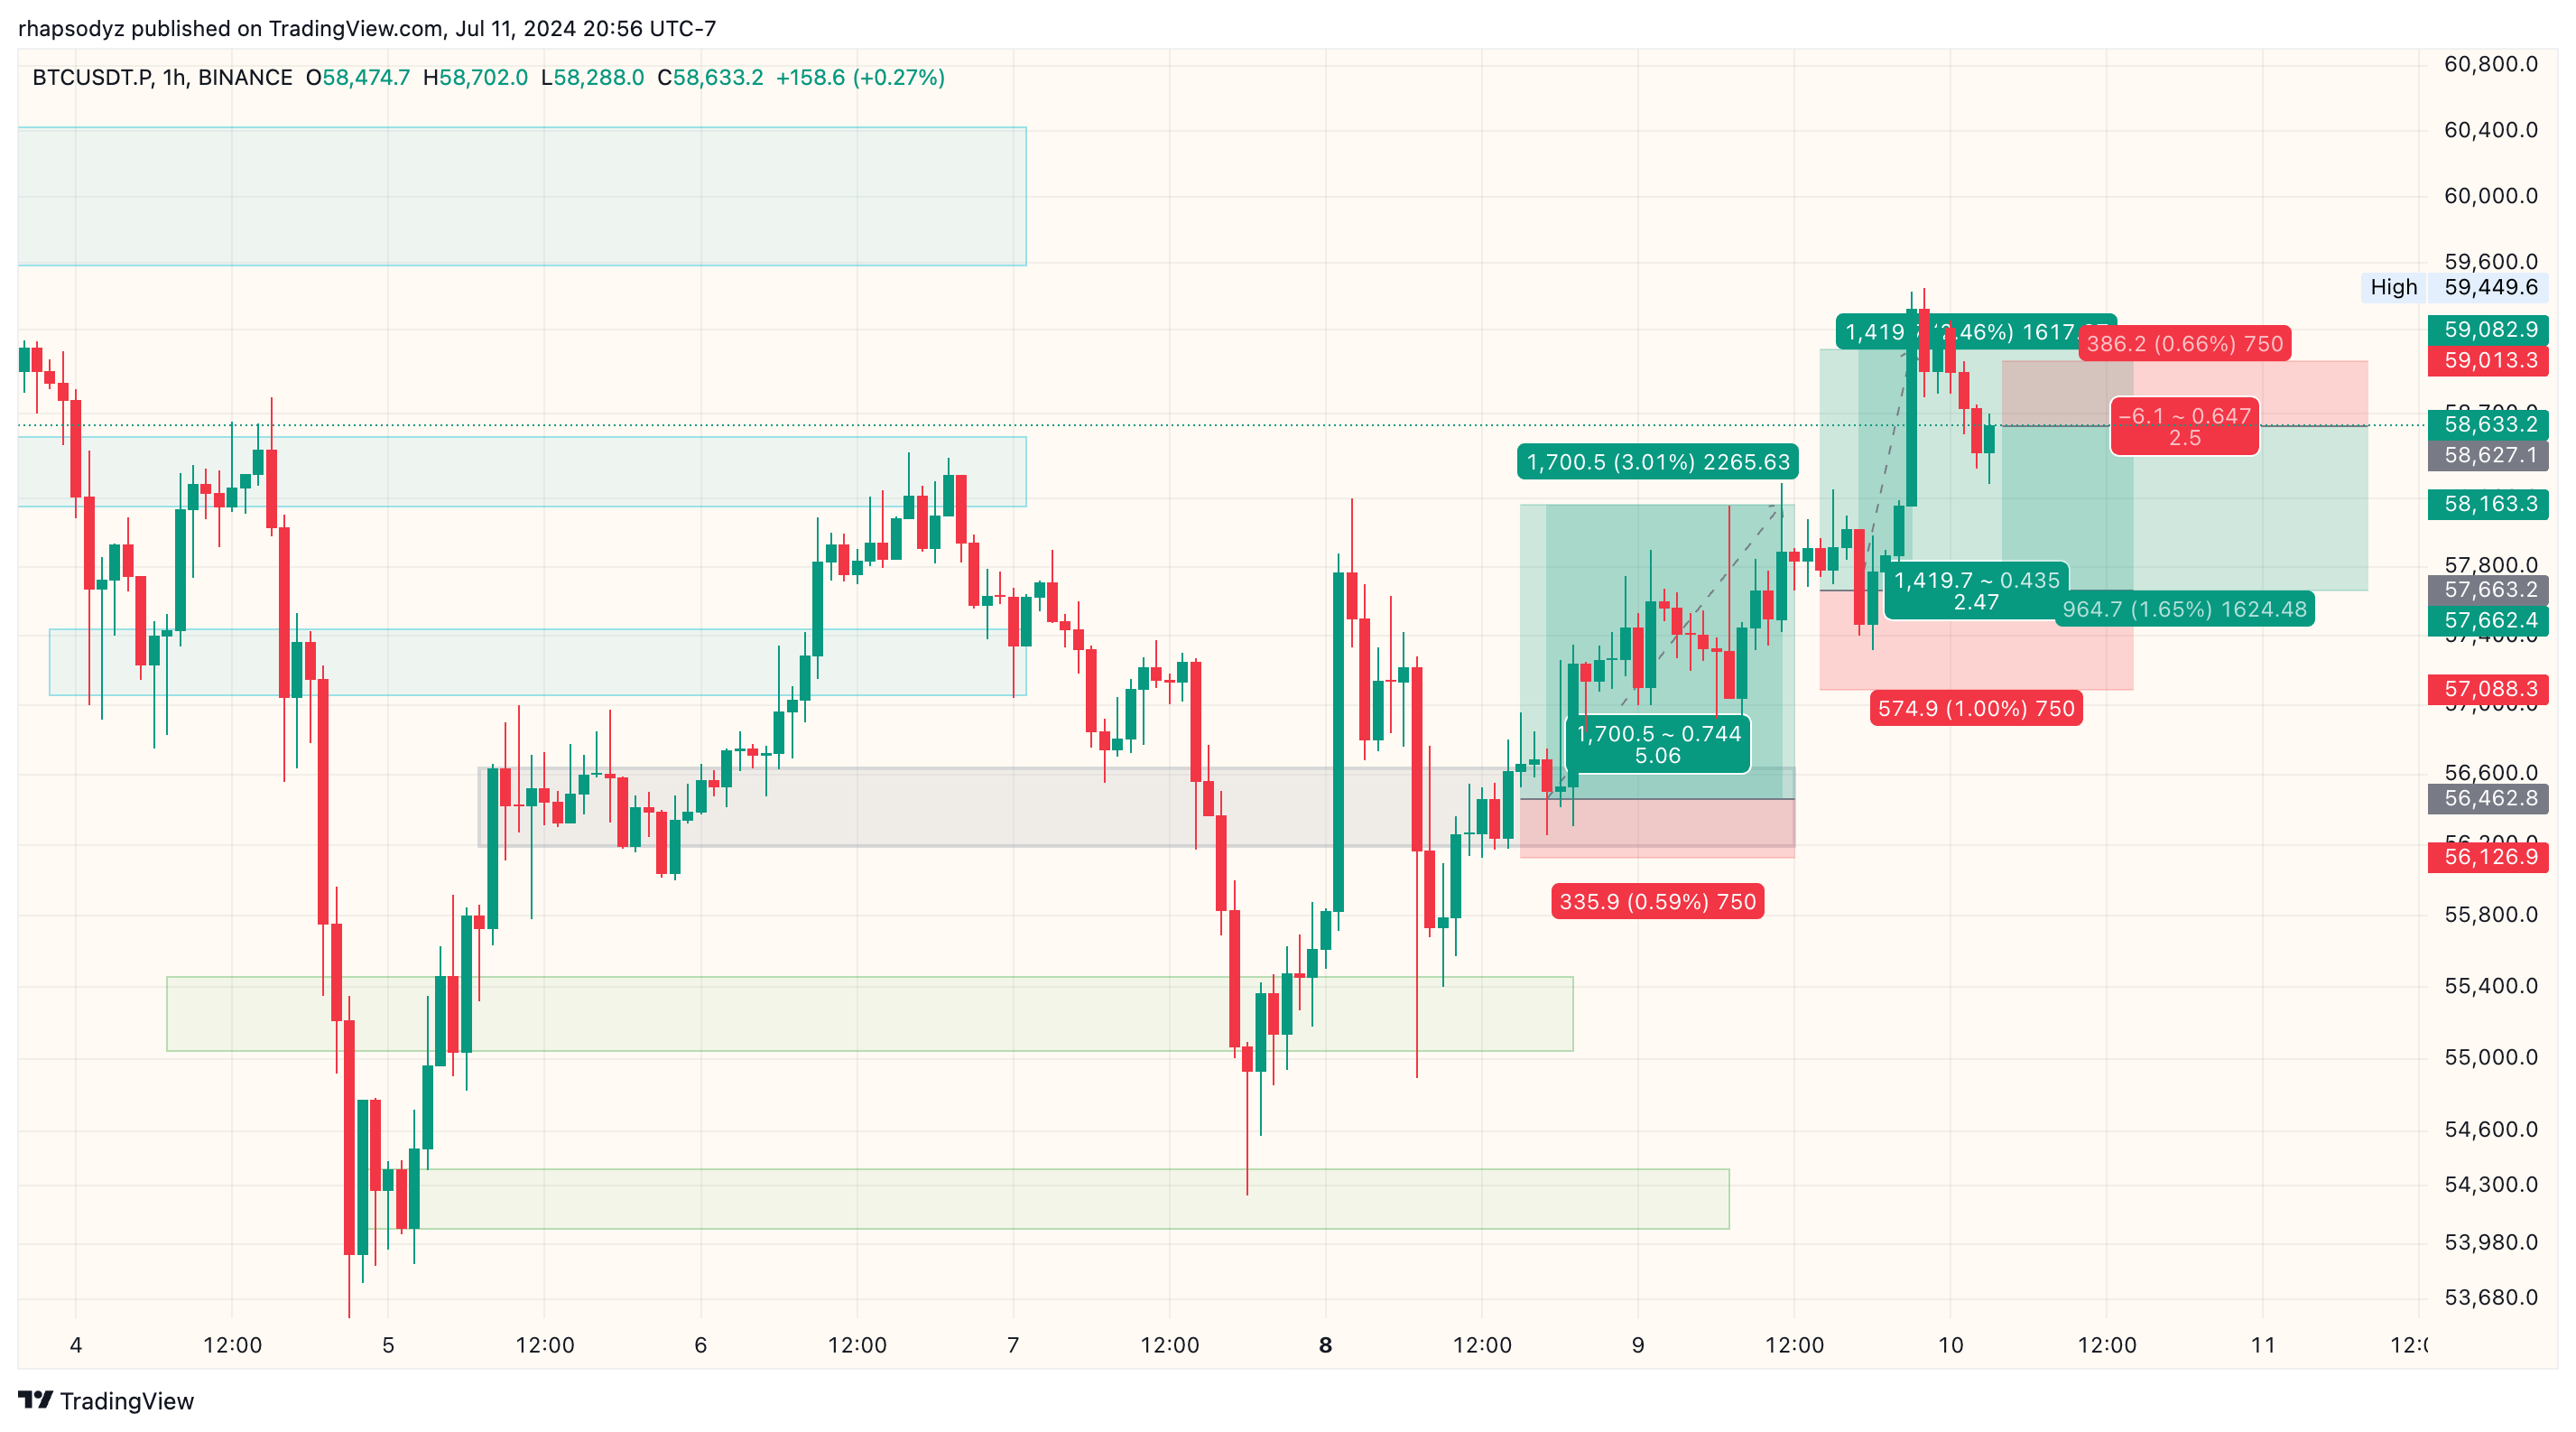 rhapsodyz published on TradingView.com, Jul 11, 2024 20:56 UTC-7
BTCUSDT.P, 1h, BINANCE O58,474.7 H58,702.0 L58,288.0 C58,633.2 +158.6 (+0.27%)
60,800.0
60,400.0
60,000.0
59,600.0
High 59,449.6
59,082.9
59,013.3
58,633.2
58,627.1
58,163.3
57,800.0
57,663.2
57,662.4
57,400.0
57,088.3
57,000.0
56,600.0
56,462.8
56,200.0
56,126.9
55,800.0
55,400.0
55,000.0
54,600.0
54,300.0
53,980.0
53,680.0
386.2 (0.66%) 750
−6.1 ~ 0.647
2.5
1,700.5 (3.01%) 2265.63
1,419.7 ~ 0.435
2.47
964.7 (1.65%) 1624.48
574.9 (1.00%) 750
1,700.5 ~ 0.744
5.06
335.9 (0.59%) 750
4 12:00 5 12:00 6 12:00 7 12:00 8 12:00 9 12:00 10 12:00 11
TradingView